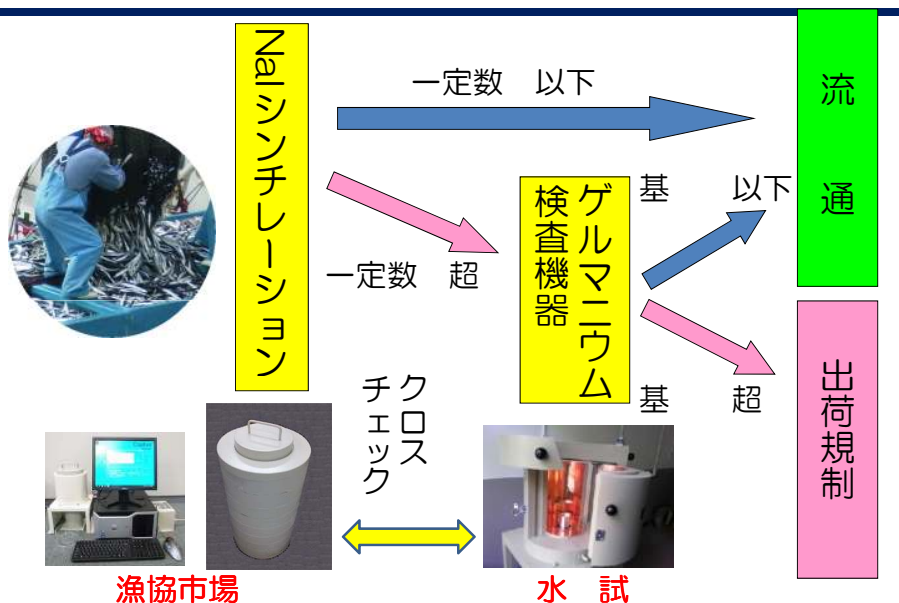 NaIシンチレーション
一定数　以下
一定数　超
ゲルマニウム
検査機器
基　以下
基　超
流　通
出荷規制
クロス
チェック
漁協市場
水　試